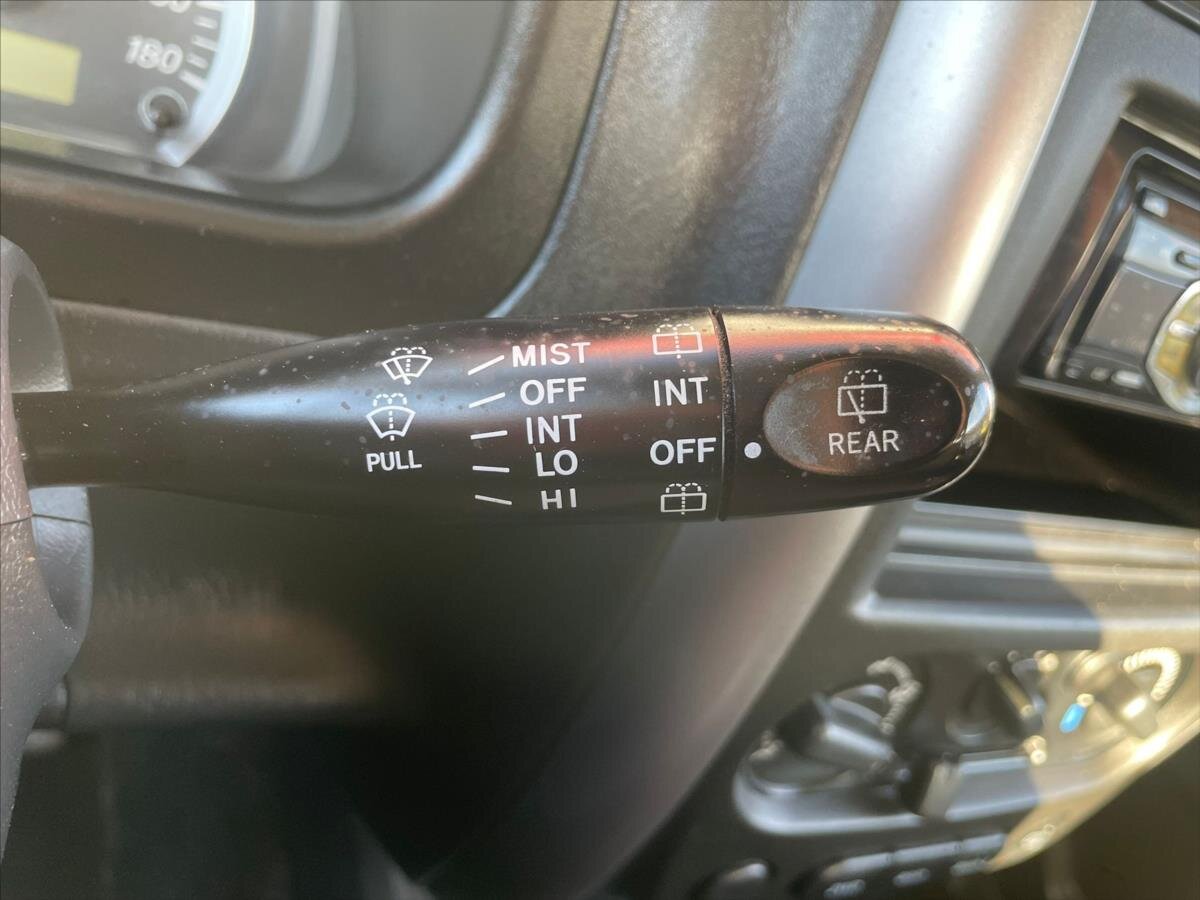 180
MIST
OFF
INT
LO
HI
PULL
INT
OFF
REAR